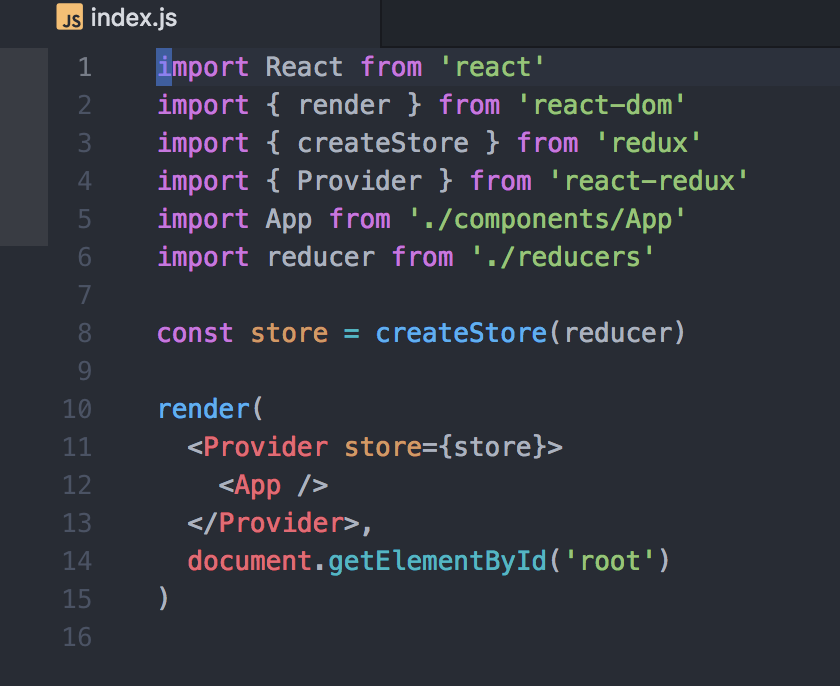 JS index.js
1 import React from 'react'
2 import { render } from 'react-dom'
3 import { createStore } from 'redux'
4 import { Provider } from 'react-redux'
5 import App from './components/App'
6 import reducer from './reducers'
7
8 const store = createStore(reducer)
9
10 render(
11   <Provider store={store}>
12     <App />
13   </Provider>,
14   document.getElementById('root')
15 )
16